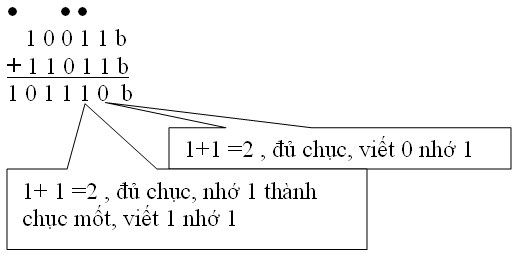 1 0 0 1 1 b
+ 1 1 0 1 1 b
1 0 1 1 1 0 b
1+1 =2 , đủ chục, viết 0 nhớ 1
1+ 1 =2 , đủ chục, nhớ 1 thành
chục mốt, viết 1 nhớ 1